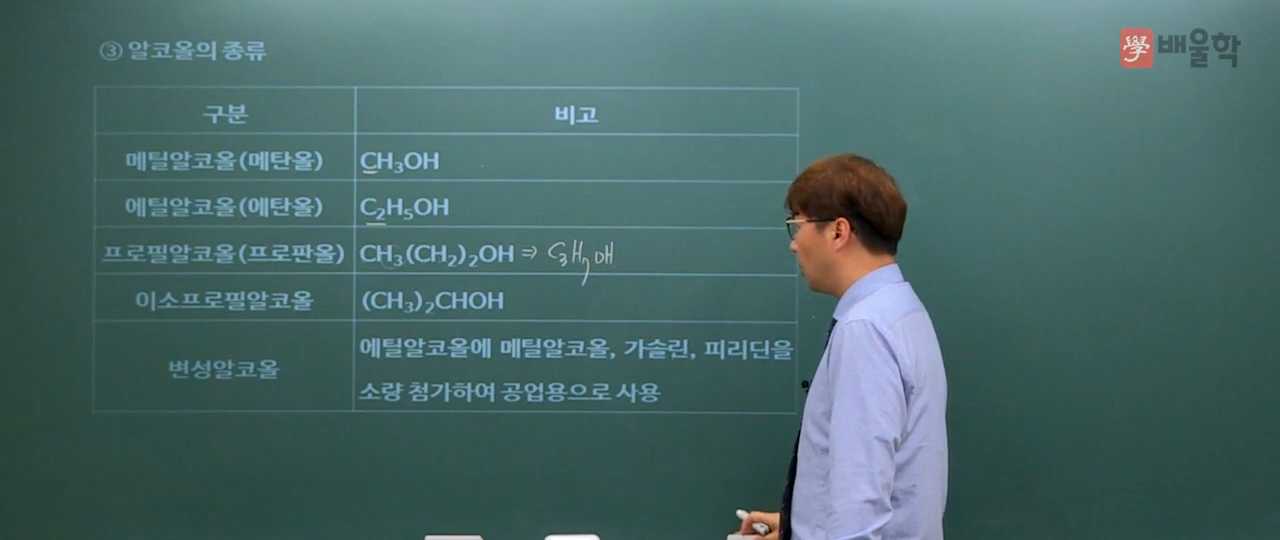 ③ 알코올의 종류
學 배울학
구분 비고
메틸알코올(메탄올) CH₃OH
에틸알코올(에탄올) C₂H₅OH
프로필알코올(프로판올) CH₃(CH₂)₂OH ⇒ C₃H₇OH
이소프로필알코올 (CH₃)₂CHOH
변성알코올 에틸알코올에 메틸알코올, 가솔린, 피리딘을
소량 첨가하여 공업용으로 사용